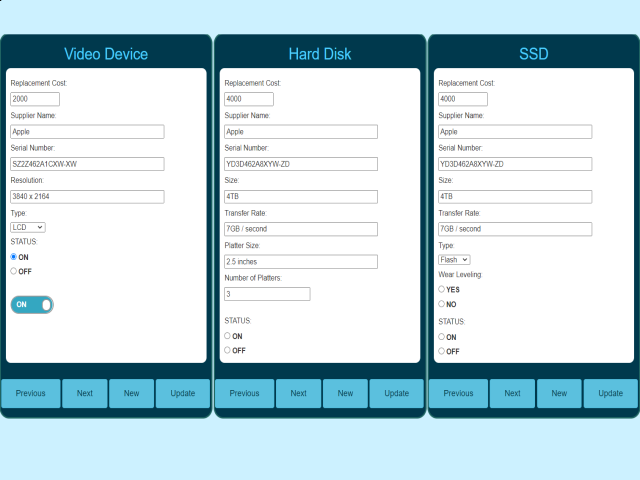 Video Device
Replacement Cost:
2000
Supplier Name:
Apple
Serial Number:
SZ2Z462A1CXW-XW
Resolution:
3840 x 2164
Type:
LCD
STATUS:
ON
OFF
ON
Previous
Next
New
Update
Hard Disk
Replacement Cost:
4000
Supplier Name:
Apple
Serial Number:
YD3D462A8XYW-ZD
Size:
4TB
Transfer Rate:
7GB / second
Platter Size:
2.5 inches
Number of Platters:
3
STATUS:
ON
OFF
Previous
Next
New
Update
SSD
Replacement Cost:
4000
Supplier Name:
Apple
Serial Number:
YD3D462A8XYW-ZD
Size:
4TB
Transfer Rate:
7GB / second
Type:
Flash
Wear Leveling:
YES
NO
STATUS:
ON
OFF
Previous
Next
New
Update